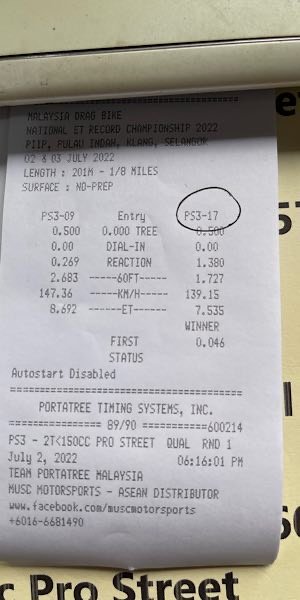 MALAYSIA DRAG BIKE
NATIONAL ET RECORD CHAMPIONSHIP 2022
PIIP, PULAU INDAH, KLANG, SELANGOR
02 & 03 JULY 2022
LENGTH : 201M - 1/8 MILES
SURFACE : NO-PREP
PS3-09 Entry PS3-17
0.500 0.000 TREE 0.500
0.00 DIAL-IN 0.00
0.269 REACTION 1.380
2.683 -----60FT----- 1.727
147.36 -----KM/H----- 139.15
8.692 ------ET------ 7.535
WINNER
FIRST 0.046
STATUS
Autostart Disabled
=======================================
PORTATREE TIMING SYSTEMS, INC.
=============== 89/90 ===========600214
PS3 - 2T<150CC PRO STREET QUAL RND 1
July 2, 2022 06:16:01 PM
TEAM PORTATREE MALAYSIA
MUSC MOTORSPORTS - ASEAN DISTRIBUTOR
www.facebook.com/muscmotorsports
+6016-6681490
c Pro Street